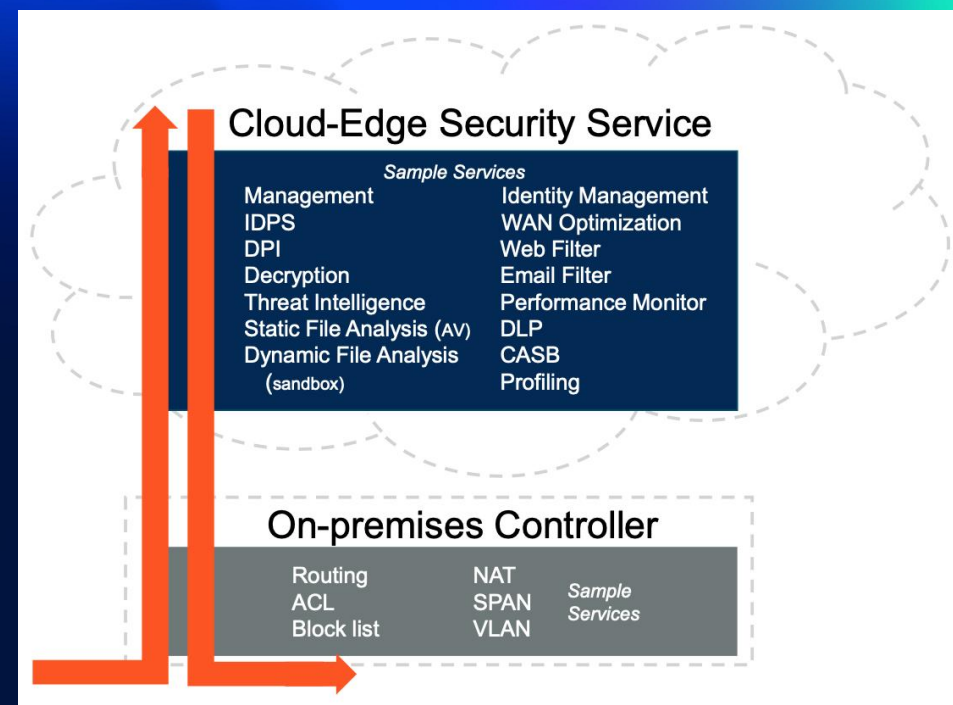 Cloud-Edge Security Service
Sample Services
Management
IDPS
DPI
Decryption
Threat Intelligence
Static File Analysis (AV)
Dynamic File Analysis
(sandbox)
Identity Management
WAN Optimization
Web Filter
Email Filter
Performance Monitor
DLP
CASB
Profiling
On-premises Controller
Routing
ACL
Block list
NAT
SPAN
VLAN
Sample
Services